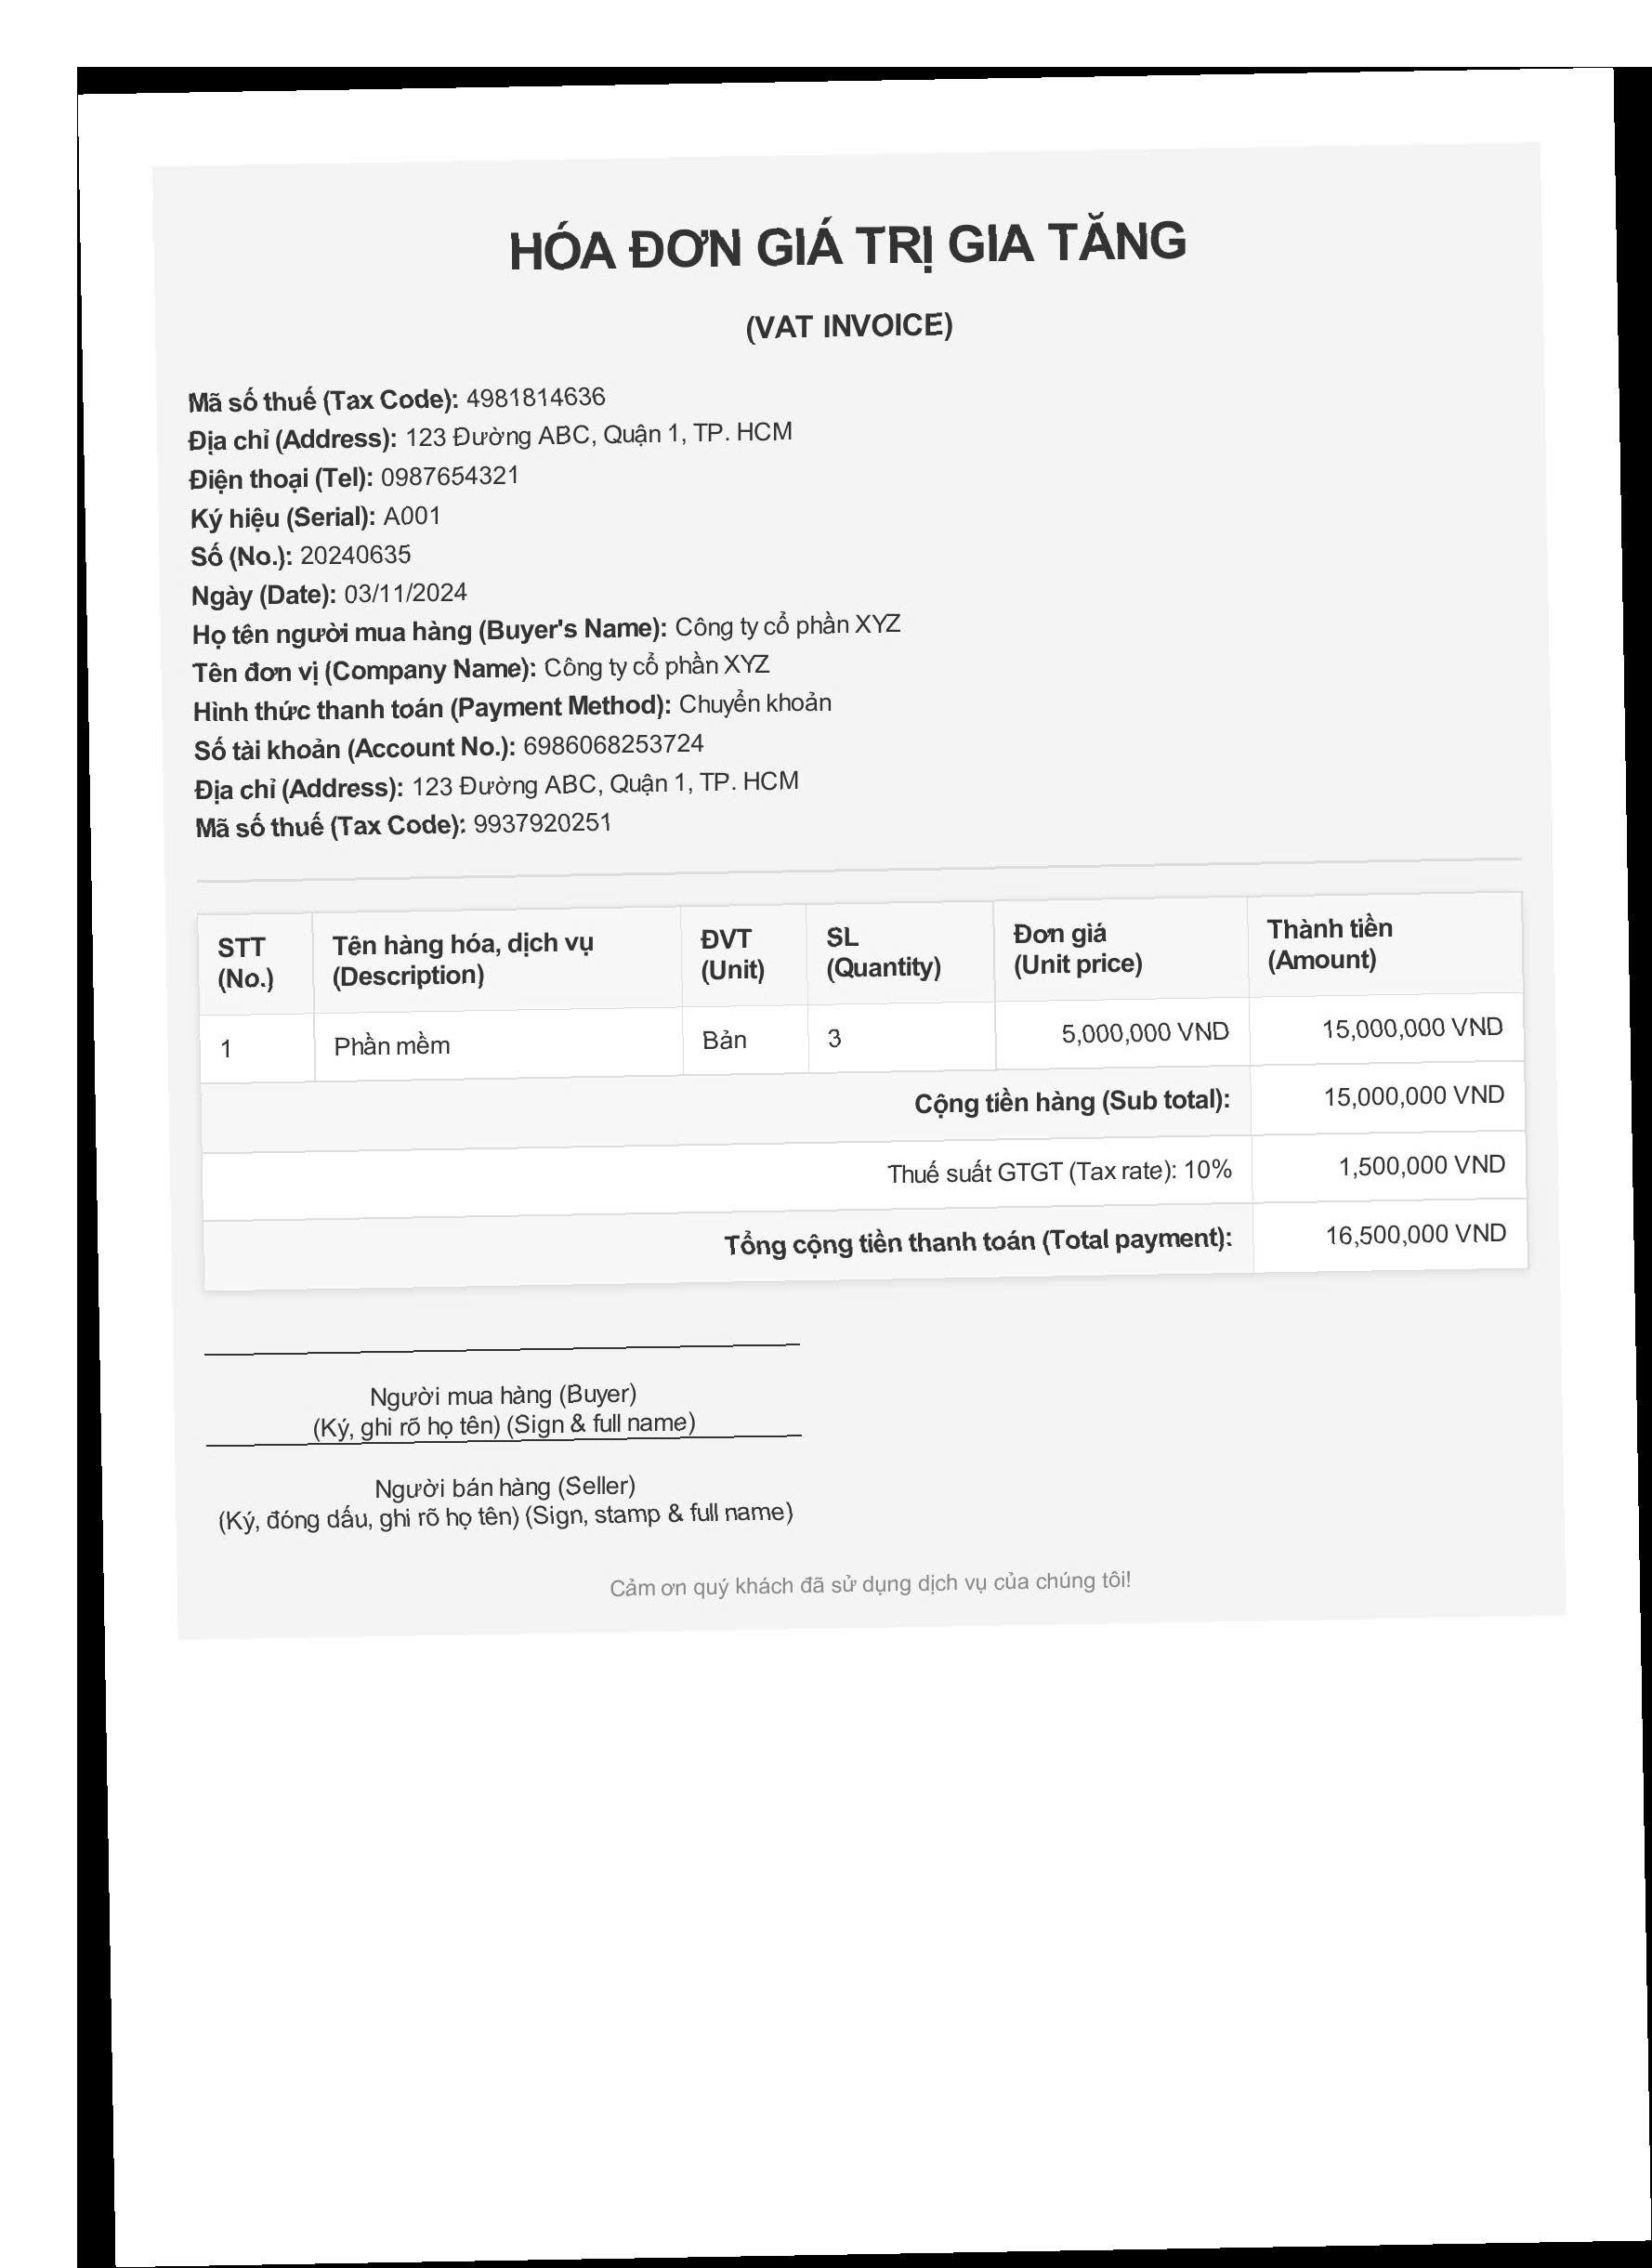 HÓA ĐƠN GIÁ TRỊ GIA TĂNG
(VAT INVOICE)
Mã số thuế (Tax Code): 4981814636
Địa chỉ (Address): 123 Đường ABC, Quận 1, TP. HCM
Điện thoại (Tel): 0987654321
Ký hiệu (Serial): A001
Số (No.): 20240635
Ngày (Date): 03/11/2024
Họ tên người mua hàng (Buyer's Name): Công ty cổ phần XYZ
Tên đơn vị (Company Name): Công ty cổ phần XYZ
Hình thức thanh toán (Payment Method): Chuyển khoản
Số tài khoản (Account No.): 6986068253724
Địa chỉ (Address): 123 Đường ABC, Quận 1, TP. HCM
Mã số thuế (Tax Code): 9937920251
STT (No.) Tên hàng hóa, dịch vụ (Description) ĐVT (Unit) SL (Quantity) Đơn giá (Unit price) Thành tiền (Amount)
1 Phần mềm Bản 3 5,000,000 VND 15,000,000 VND
Cộng tiền hàng (Sub total): 15,000,000 VND
Thuế suất GTGT (Tax rate): 10% 1,500,000 VND
Tổng cộng tiền thanh toán (Total payment): 16,500,000 VND
Người mua hàng (Buyer)
(Ký, ghi rõ họ tên) (Sign & full name)
Người bán hàng (Seller)
(Ký, đóng dấu, ghi rõ họ tên) (Sign, stamp & full name)
Cảm ơn quý khách đã sử dụng dịch vụ của chúng tôi!